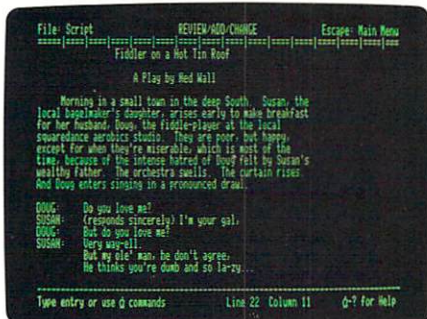 File: Script REVIEW/ADD/CHANGE Escape: Main Menu
=====|====|====|====|====|====|====|====|====|====|====|====|====|====|====|===
Fiddler on a Hot Tin Roof
A Play by Hed Wall
Morning in a small town in the deep South. Susan, the
local bagelmaker's daughter, arises early to make breakfast
for her husband, Doug, the fiddle-player at the local
squaredance aerobics studio. They are poor, but happy,
except for when they're miserable, which is most of the
time, because of the intense hatred of Doug felt by Susan's
wealthy father. The orchestra swells. The curtain rises.
And Doug enters singing in a pronounced drawl.
DOUG: Do you love me?
SUSAN: (responds sincerely) I'm your gal,
DOUG: But do you love me?
SUSAN: Very way-ell.
But my ole' man, he don't agree,
He thinks you're dumb and so la-zy...
Type entry or use @ commands Line 22 Column 11 @-? for Help